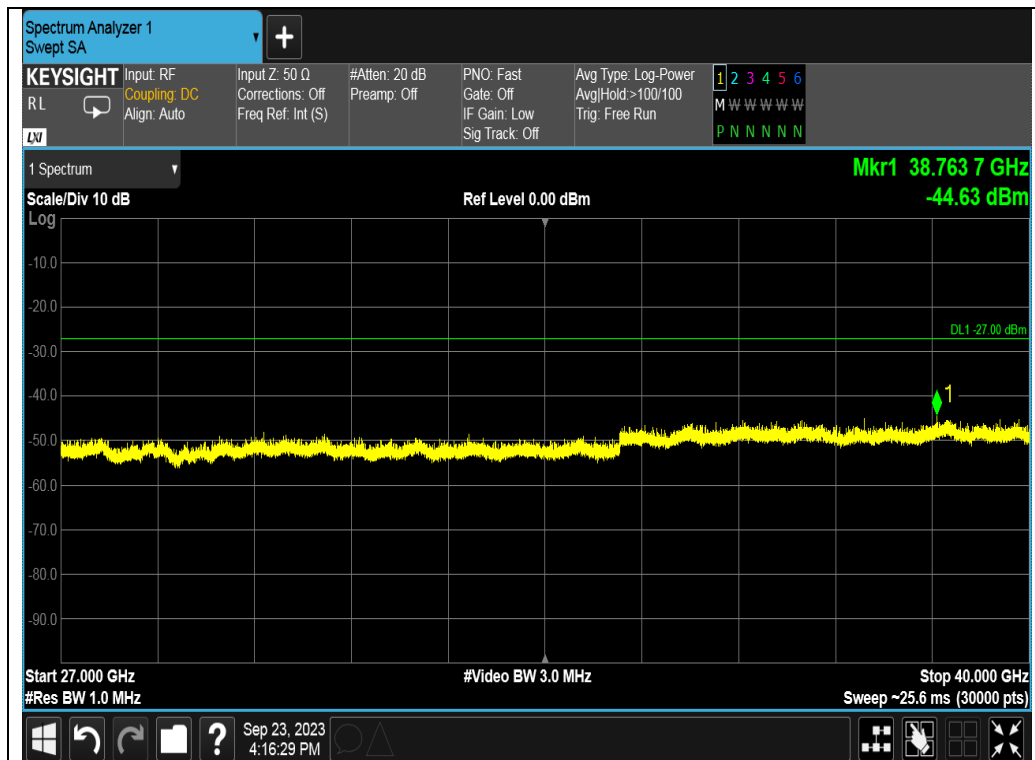 Spectrum Analyzer 1
Swept SA
+
KEYSIGHT
RL
LXI
Input: RF
Coupling: DC
Align: Auto
Input Z: 50 Ω
Corrections: Off
Freq Ref: Int (S)
#Atten: 20 dB
Preamp: Off
PNO: Fast
Gate: Off
IF Gain: Low
Sig Track: Off
Avg Type: Log-Power
Avg|Hold:>100/100
Trig: Free Run
1 2 3 4 5 6
M W W W W W
P N N N N N
1 Spectrum
Mkr1 38.763 7 GHz
Scale/Div 10 dB
Ref Level 0.00 dBm
-44.63 dBm
Log
-10.0
-20.0
DL1 -27.00 dBm
-30.0
-40.0
1
-50.0
-60.0
-70.0
-80.0
-90.0
Start 27.000 GHz
#Video BW 3.0 MHz
Stop 40.000 GHz
#Res BW 1.0 MHz
Sweep ~25.6 ms (30000 pts)
?
Sep 23, 2023
4:16:29 PM